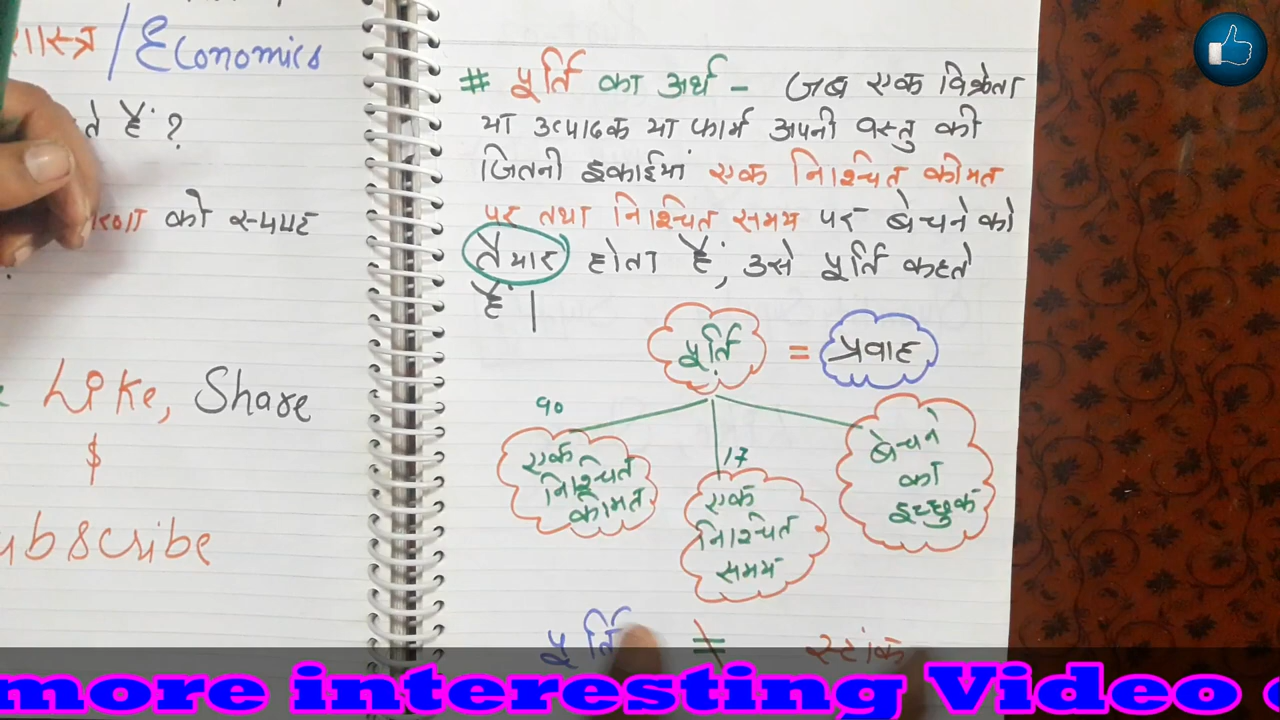 / Economics
ते हैं ?
को स्पष्ट
Like, Share
$
ubscribe
# पूर्ति का अर्थ - जब एक विक्रेता
या उत्पादक या फार्म अपनी वस्तु की
जितनी इकाईयां एक निश्चित कीमत
पर तथा निश्चित समय पर बेचने को
तैयार होता है, उसे पूर्ति कहते
हैं |
पूर्ति = प्रवाह
90
एक
निश्चित
कीमत
17
एक
निश्चित
समय
बेचने
का
इच्छुक
पूर्ति ≠ स्टॉक
more interesting Video